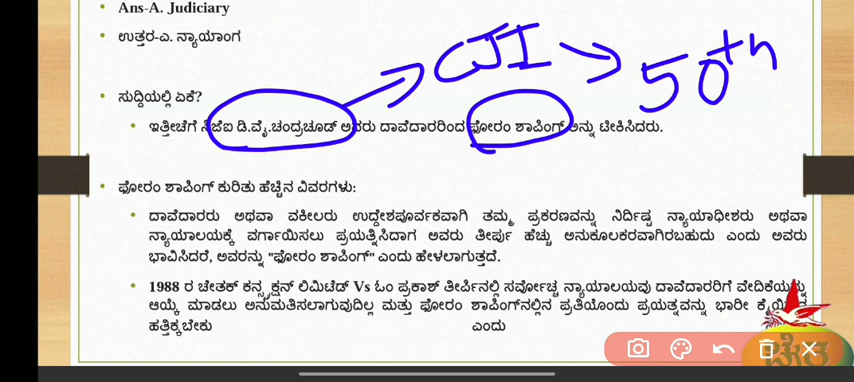 Ans-A. Judiciary
ಉತ್ತರ-ಎ. ನ್ಯಾಯಾಂಗ
CJI → 50th
ಸುದ್ದಿಯಲ್ಲಿ ಏಕೆ?
ಇತ್ತೀಚೆಗೆ ಸಿಜೆಐ ಡಿ.ವೈ.ಚಂದ್ರಚೂಡ್ ಅವರು ದಾವೆದಾರರಿಂದ ಫೋರಂ ಶಾಪಿಂಗ್ ಅನ್ನು ಟೀಕಿಸಿದರು.
ಫೋರಂ ಶಾಪಿಂಗ್ ಕುರಿತು ಹೆಚ್ಚಿನ ವಿವರಗಳು:
ದಾವೆದಾರರು ಅಥವಾ ವಕೀಲರು ಉದ್ದೇಶಪೂರ್ವಕವಾಗಿ ತಮ್ಮ ಪ್ರಕರಣವನ್ನು ನಿರ್ದಿಷ್ಟ ನ್ಯಾಯಾಧೀಶರು ಅಥವಾ
ನ್ಯಾಯಾಲಯಕ್ಕೆ ವರ್ಗಾಯಿಸಲು ಪ್ರಯತ್ನಿಸಿದಾಗ ಅವರು ತೀರ್ಪು ಹೆಚ್ಚು ಅನುಕೂಲಕರವಾಗಿರಬಹುದು ಎಂದು ಅವರು
ಭಾವಿಸಿದರೆ, ಅವರನ್ನು "ಫೋರಂ ಶಾಪಿಂಗ್" ಎಂದು ಹೇಳಲಾಗುತ್ತದೆ.
1988 ರ ಚೇತಕ್ ಕನ್ಸ್ಟ್ರಕ್ಷನ್ ಲಿಮಿಟೆಡ್ Vs ಓಂ ಪ್ರಕಾಶ್ ತೀರ್ಪಿನಲ್ಲಿ ಸರ್ವೋಚ್ಚ ನ್ಯಾಯಾಲಯವು ದಾವೆದಾರರಿಗೆ ವೇದಿಕೆಯನ್ನು
ಆಯ್ಕೆ ಮಾಡಲು ಅನುಮತಿಸಲಾಗುವುದಿಲ್ಲ ಮತ್ತು ಫೋರಂ ಶಾಪಿಂಗ್‌ನಲ್ಲಿನ ಪ್ರತಿಯೊಂದು ಪ್ರಯತ್ನವನ್ನು ಭಾರೀ
ಹತ್ತಿಕ್ಕಬೇಕು ಎಂದು